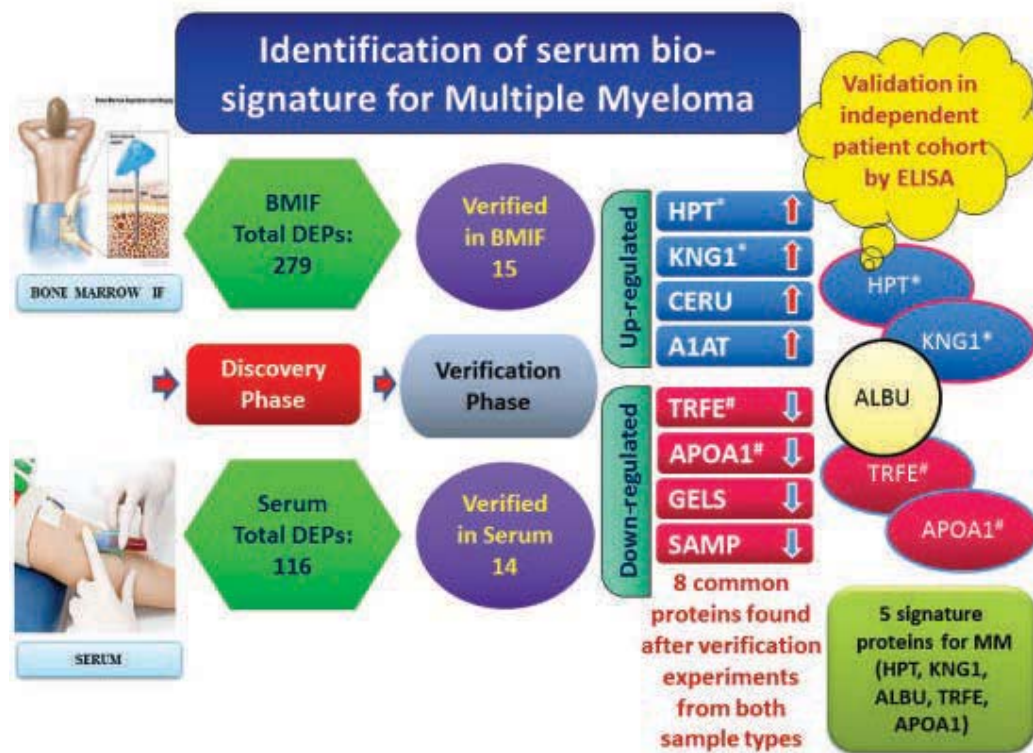 Identification of serum bio-
signature for Multiple Myeloma
Validation in
independent
patient cohort
by ELISA
BONE MARROW IF
BMIF
Total DEPs:
279
Verified
in BMIF
15
Up-regulated
HPT*
KNG1*
CERU
A1AT
HPT*
KNG1*
ALBU
TRFE#
APOA1#
Discovery
Phase
Verification
Phase
SERUM
Serum
Total DEPs:
116
Verified
in Serum
14
Down-regulated
TRFE#
APOA1#
GELS
SAMP
8 common
proteins found
after verification
experiments
from both
sample types
5 signature
proteins for MM
(HPT, KNG1,
ALBU, TRFE,
APOA1)